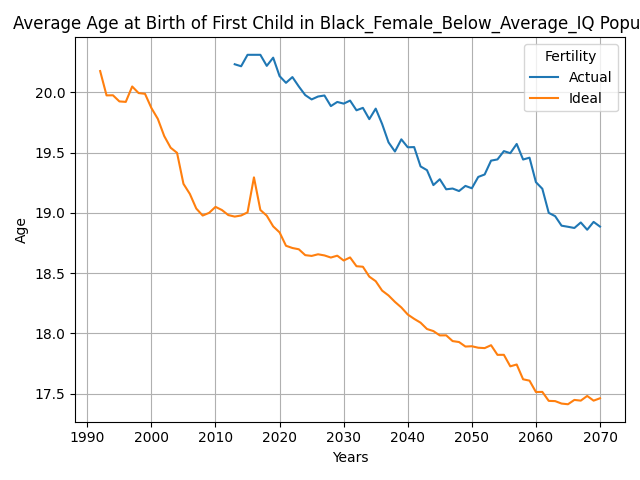 Average Age at Birth of First Child in Black_Female_Below_Average_IQ Popu
Fertility
Actual
Ideal
Age
20.0
19.5
19.0
18.5
18.0
17.5
1990 2000 2010 2020 2030 2040 2050 2060 2070
Years